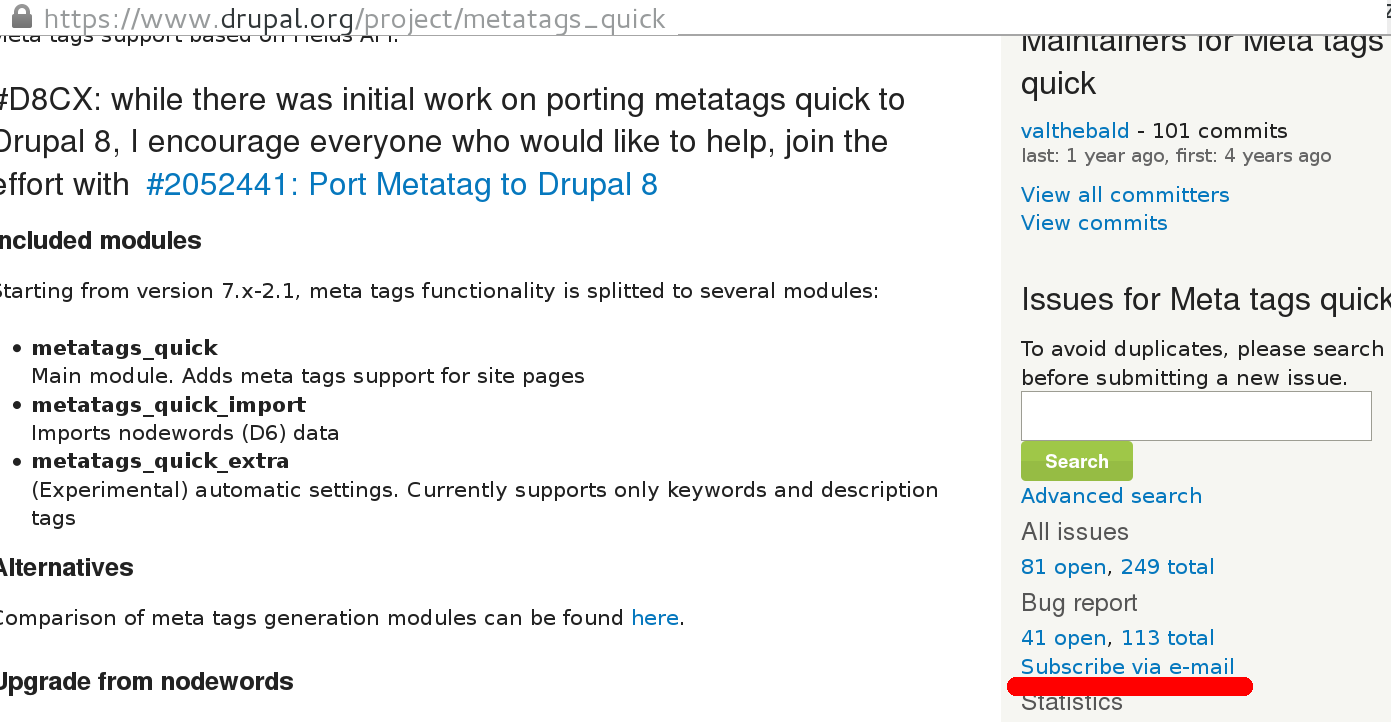 https://www.drupal.org/project/metatags_quick
Meta tags support based on Fields API.
#D8CX: while there was initial work on porting metatags quick to
Drupal 8, I encourage everyone who would like to help, join the
effort with #2052441: Port Metatag to Drupal 8
Included modules
Starting from version 7.x-2.1, meta tags functionality is splitted to several modules:
• metatags_quick
Main module. Adds meta tags support for site pages
• metatags_quick_import
Imports nodewords (D6) data
• metatags_quick_extra
(Experimental) automatic settings. Currently supports only keywords and description
tags
Alternatives
Comparison of meta tags generation modules can be found here.
Upgrade from nodewords
Maintainers for Meta tags
quick
valthebald - 101 commits
last: 1 year ago, first: 4 years ago
View all committers
View commits
Issues for Meta tags quick
To avoid duplicates, please search
before submitting a new issue.
Search
Advanced search
All issues
81 open, 249 total
Bug report
41 open, 113 total
Subscribe via e-mail
Statistics